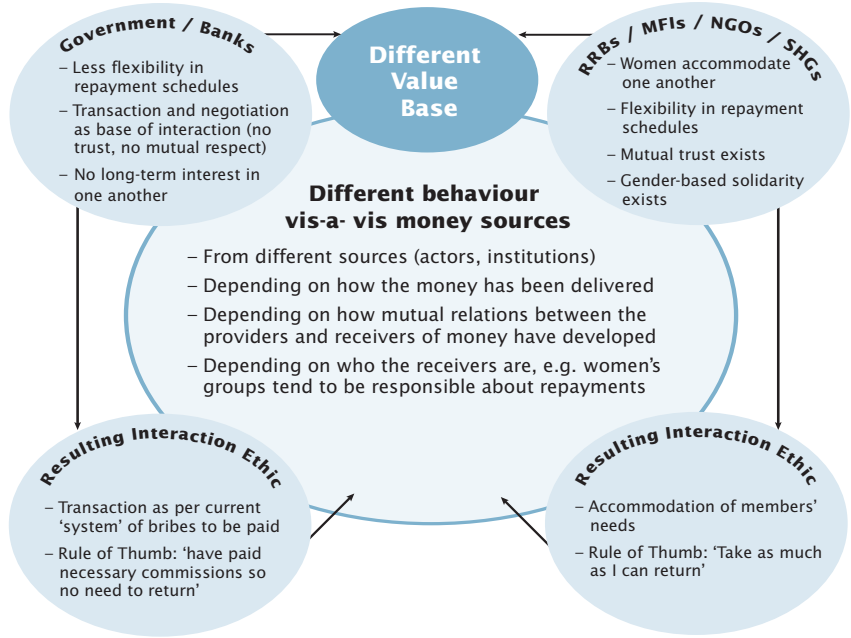 Government / Banks
– Less flexibility in
repayment schedules
– Transaction and negotiation
as base of interaction (no
trust, no mutual respect)
– No long-term interest in
one another
Different
Value
Base
RRBs / MFIs / NGOs / SHGs
– Women accommodate
one another
– Flexibility in repayment
schedules
– Mutual trust exists
– Gender-based solidarity
exists
Different behaviour
vis-a- vis money sources
– From different sources (actors, institutions)
– Depending on how the money has been delivered
– Depending on how mutual relations between the
providers and receivers of money have developed
– Depending on who the receivers are, e.g. women’s
groups tend to be responsible about repayments
Resulting Interaction Ethic
– Transaction as per current
‘system’ of bribes to be paid
– Rule of Thumb: ‘have paid
necessary commissions so
no need to return’
Resulting Interaction Ethic
– Accommodation of members’
needs
– Rule of Thumb: ‘Take as much
as I can return’